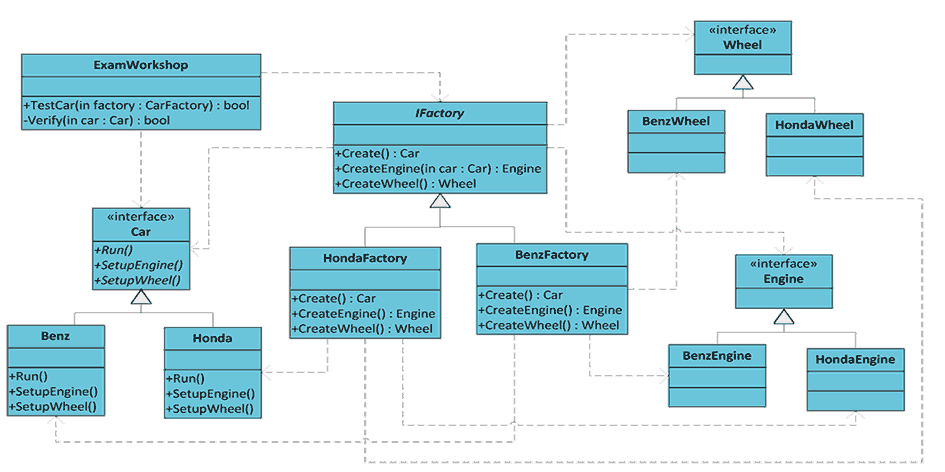 ExamWorkshop
+TestCar(in factory : CarFactory) : bool
-Verify(in car : Car) : bool
IFactory
+Create() : Car
+CreateEngine(in car : Car) : Engine
+CreateWheel() : Wheel
«interface»
Wheel
BenzWheel
HondaWheel
«interface»
Car
+Run()
+SetupEngine()
+SetupWheel()
HondaFactory
+Create() : Car
+CreateEngine() : Engine
+CreateWheel() : Wheel
BenzFactory
+Create() : Car
+CreateEngine() : Engine
+CreateWheel() : Wheel
«interface»
Engine
Benz
+Run()
+SetupEngine()
+SetupWheel()
Honda
+Run()
+SetupEngine()
+SetupWheel()
BenzEngine
HondaEngine